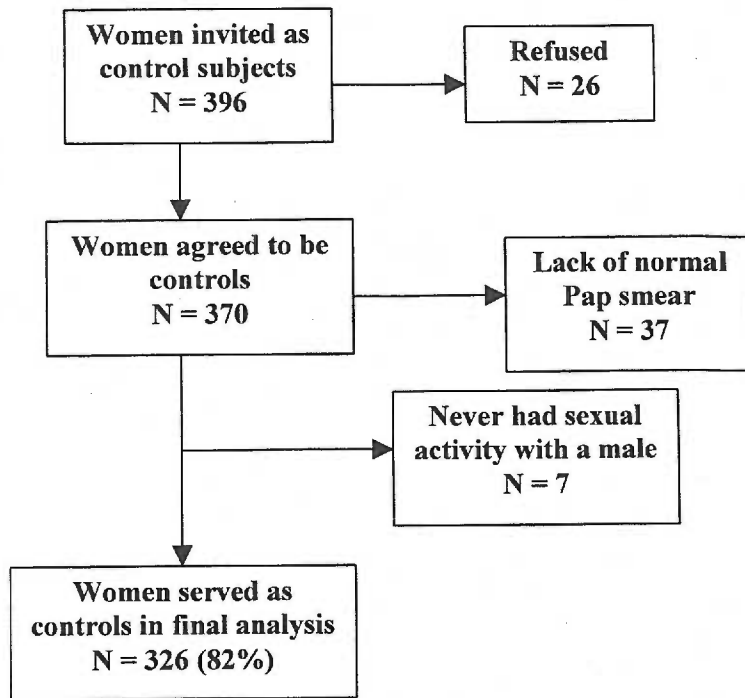 Women invited as
control subjects
N = 396
Refused
N = 26
Women agreed to be
controls
N = 370
Lack of normal
Pap smear
N = 37
Never had sexual
activity with a male
N = 7
Women served as
controls in final analysis
N = 326 (82%)